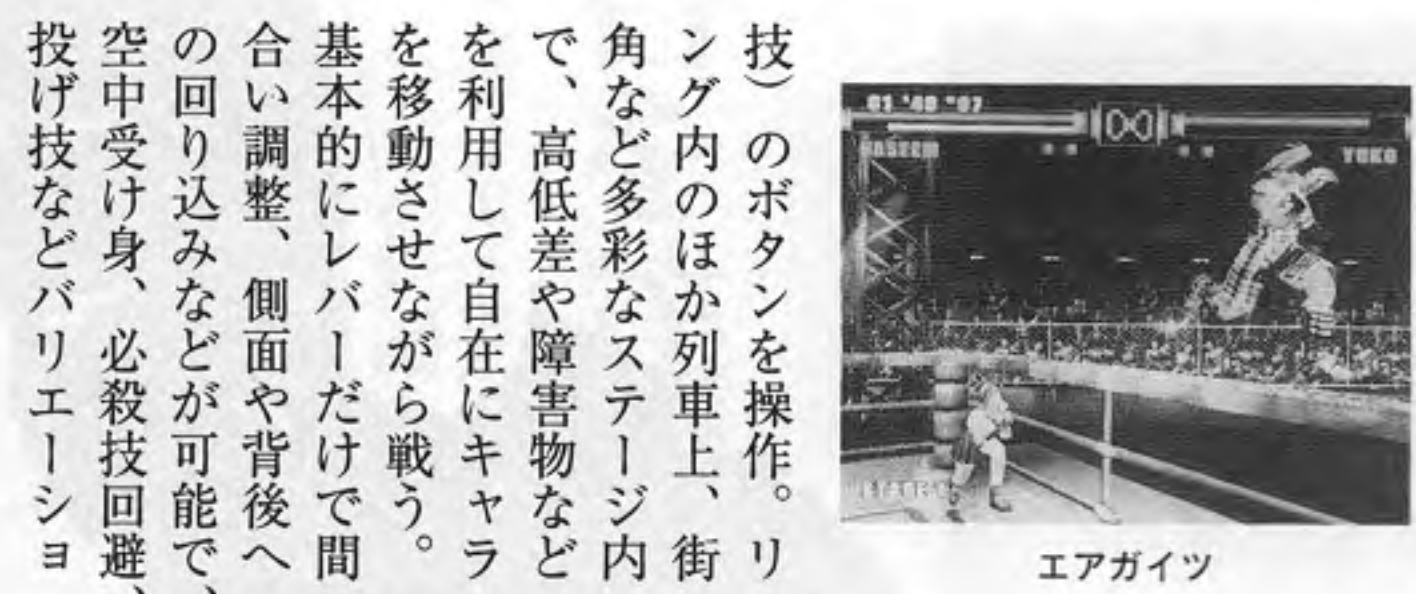 技）のボタンを操作。リ
ング内のほか列車上、街
角など多彩なステージ内
で、高低差や障害物など
を利用して自在にキャラ
を移動させながら戦う。
基本的にレバーだけで間
合い調整、側面や背後へ
の回り込みなどが可能で、
空中受け身、必殺技回避、
投げ技などバリエーショ
YOKO
エアガイツ